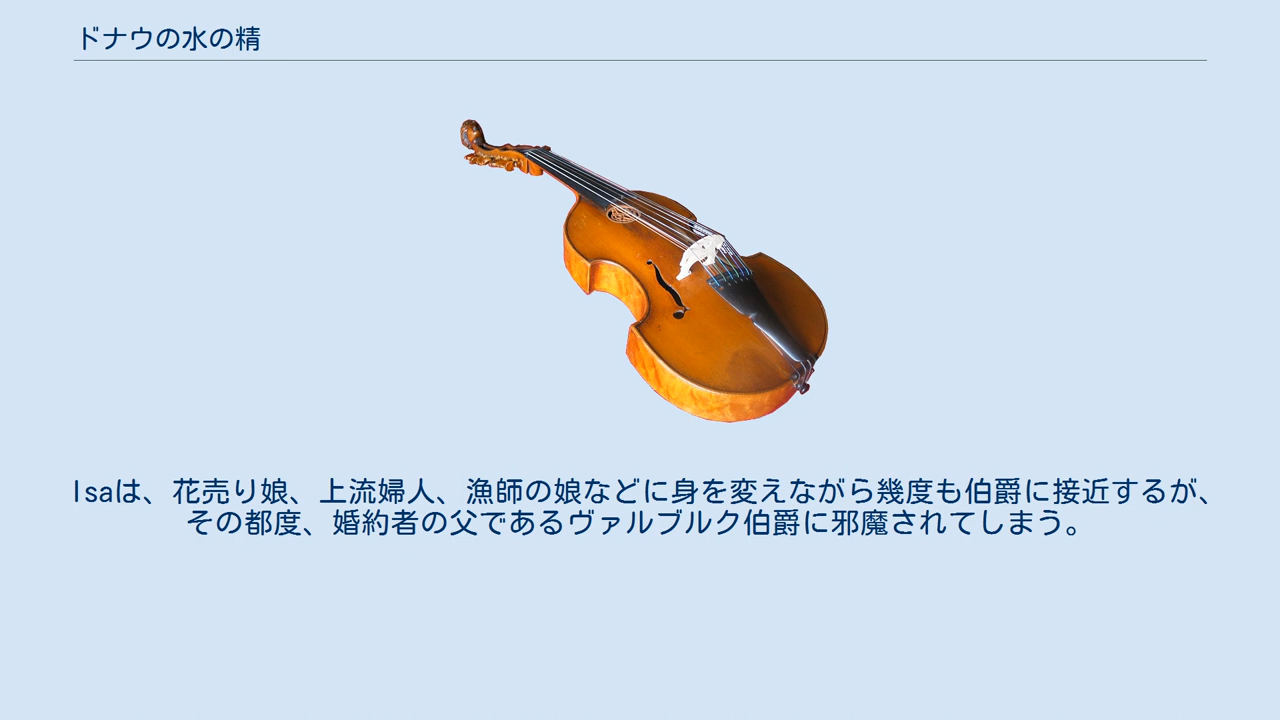 ドナウの水の精
Isaは、花売り娘、上流婦人、漁師の娘などに身を変えながら幾度も伯爵に接近するが、
その都度、婚約者の父であるヴァルブルク伯爵に邪魔されてしまう。